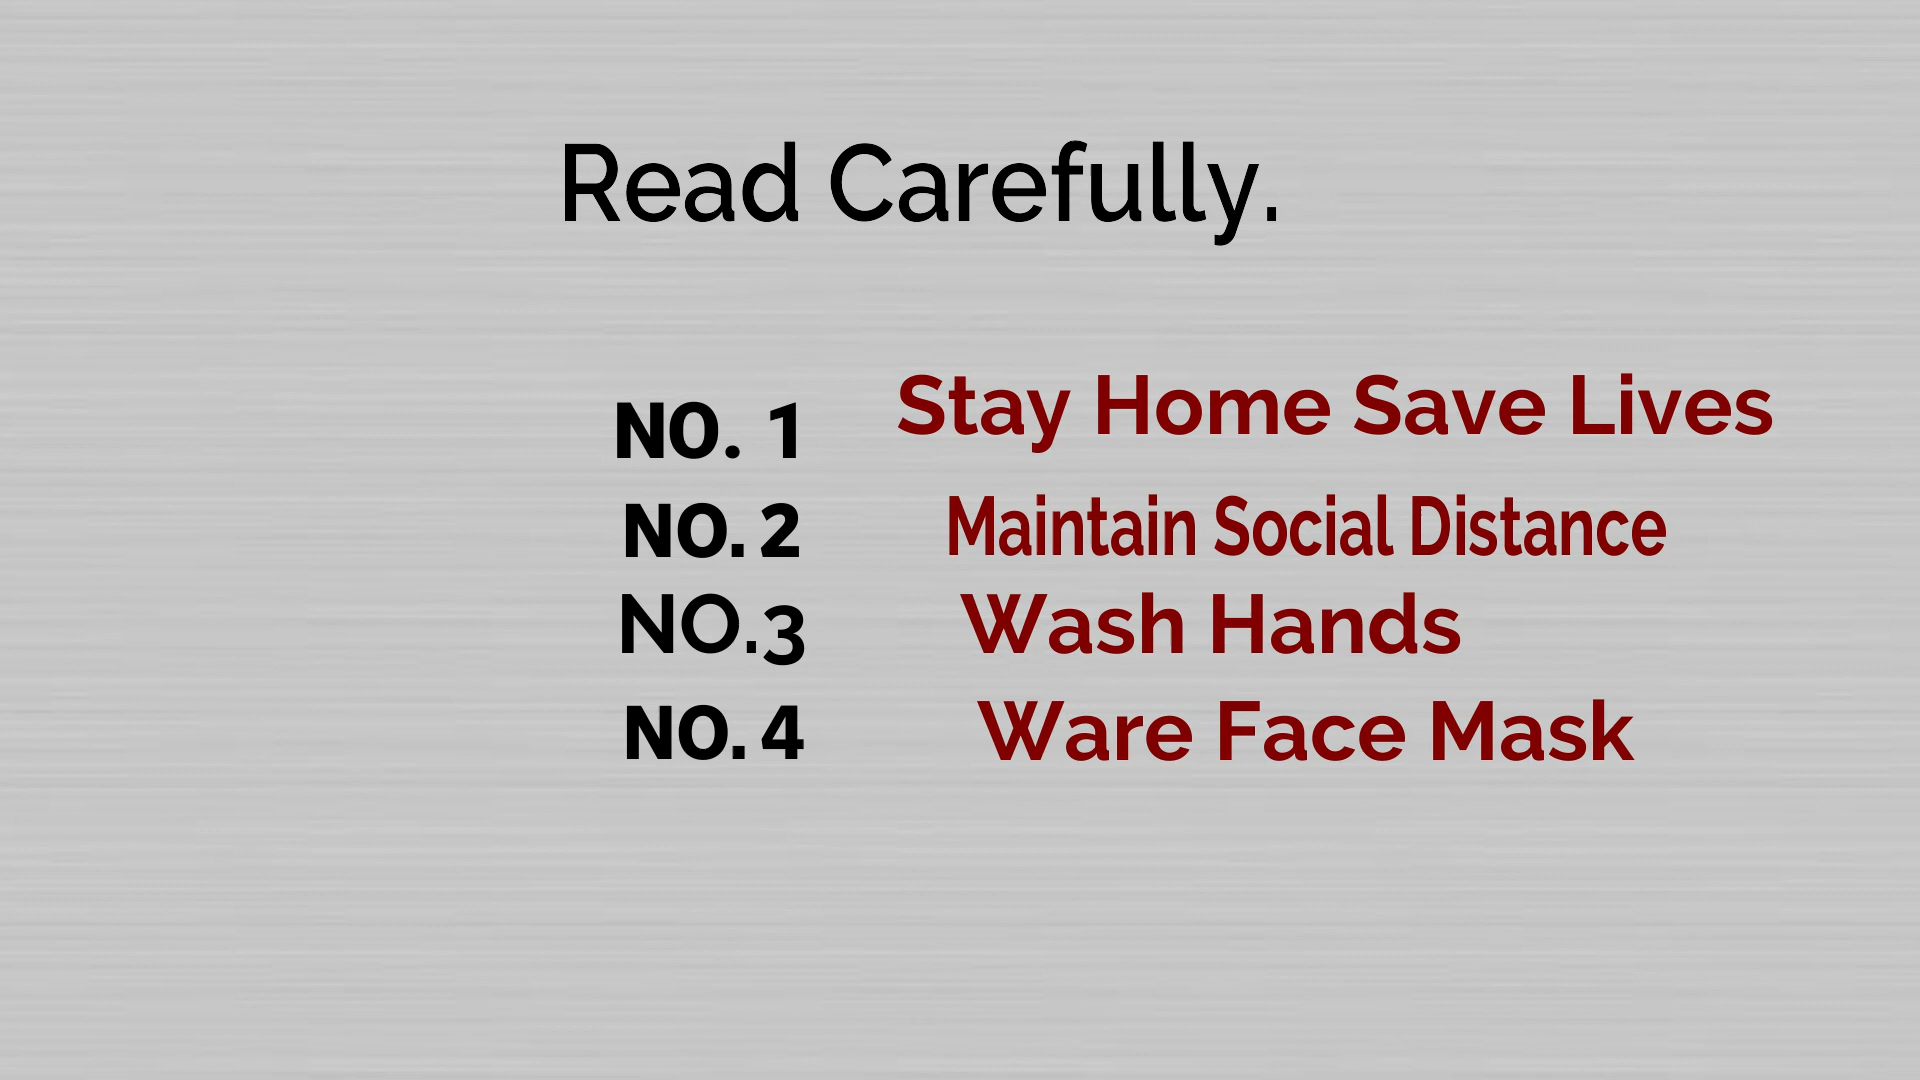 Read Carefully.
NO. 1 Stay Home Save Lives
NO. 2 Maintain Social Distance
NO.3 Wash Hands
NO. 4 Ware Face Mask